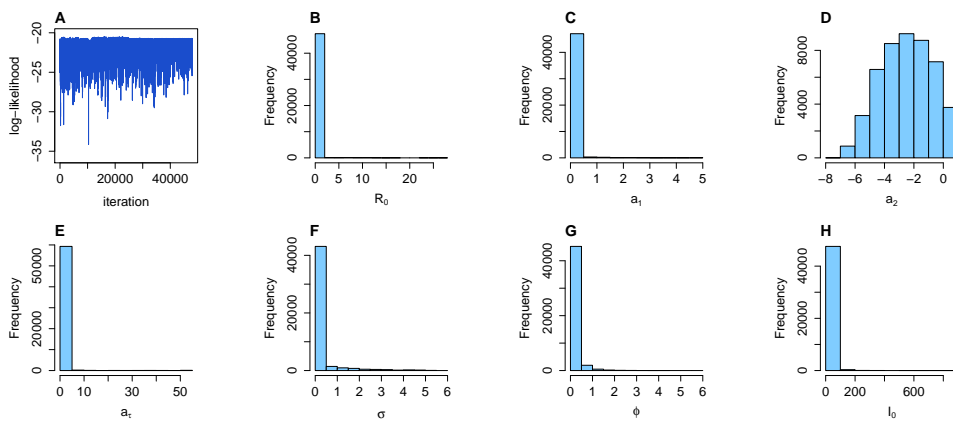 A
log−likelihood
−20
−25
−30
−35
0 20000 40000
iteration
B
Frequency
0 20000 40000
0 5 10 20
R₀
C
Frequency
0 20000 40000
0 1 2 3 4 5
a₁
D
Frequency
0 4000 8000
−8 −6 −4 −2 0
a₂
E
Frequency
0 20000 50000
0 10 30 50
aτ
F
Frequency
0 20000 40000
0 1 2 3 4 5 6
σ
G
Frequency
0 20000 40000
0 1 2 3 4 5 6
ϕ
H
Frequency
0 20000 40000
0 200 600
I₀